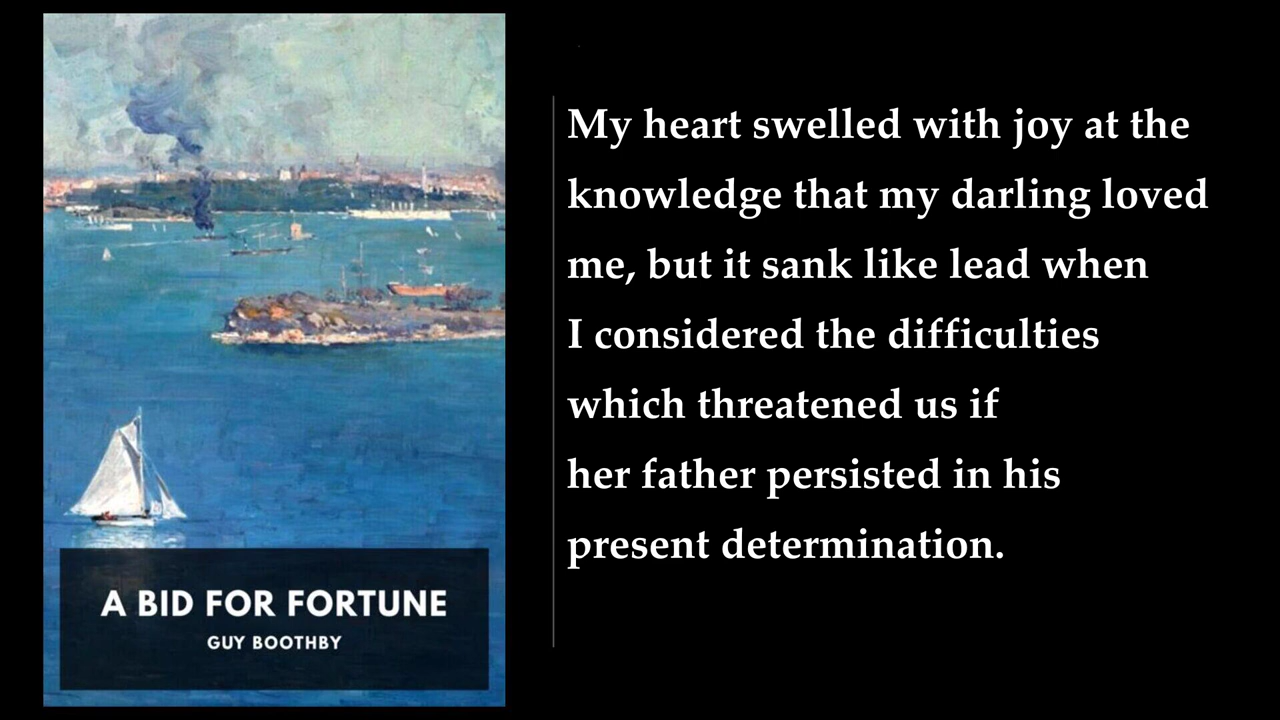 My heart swelled with joy at the
knowledge that my darling loved
me, but it sank like lead when
I considered the difficulties
which threatened us if
her father persisted in his
present determination.
A BID FOR FORTUNE
GUY BOOTHBY